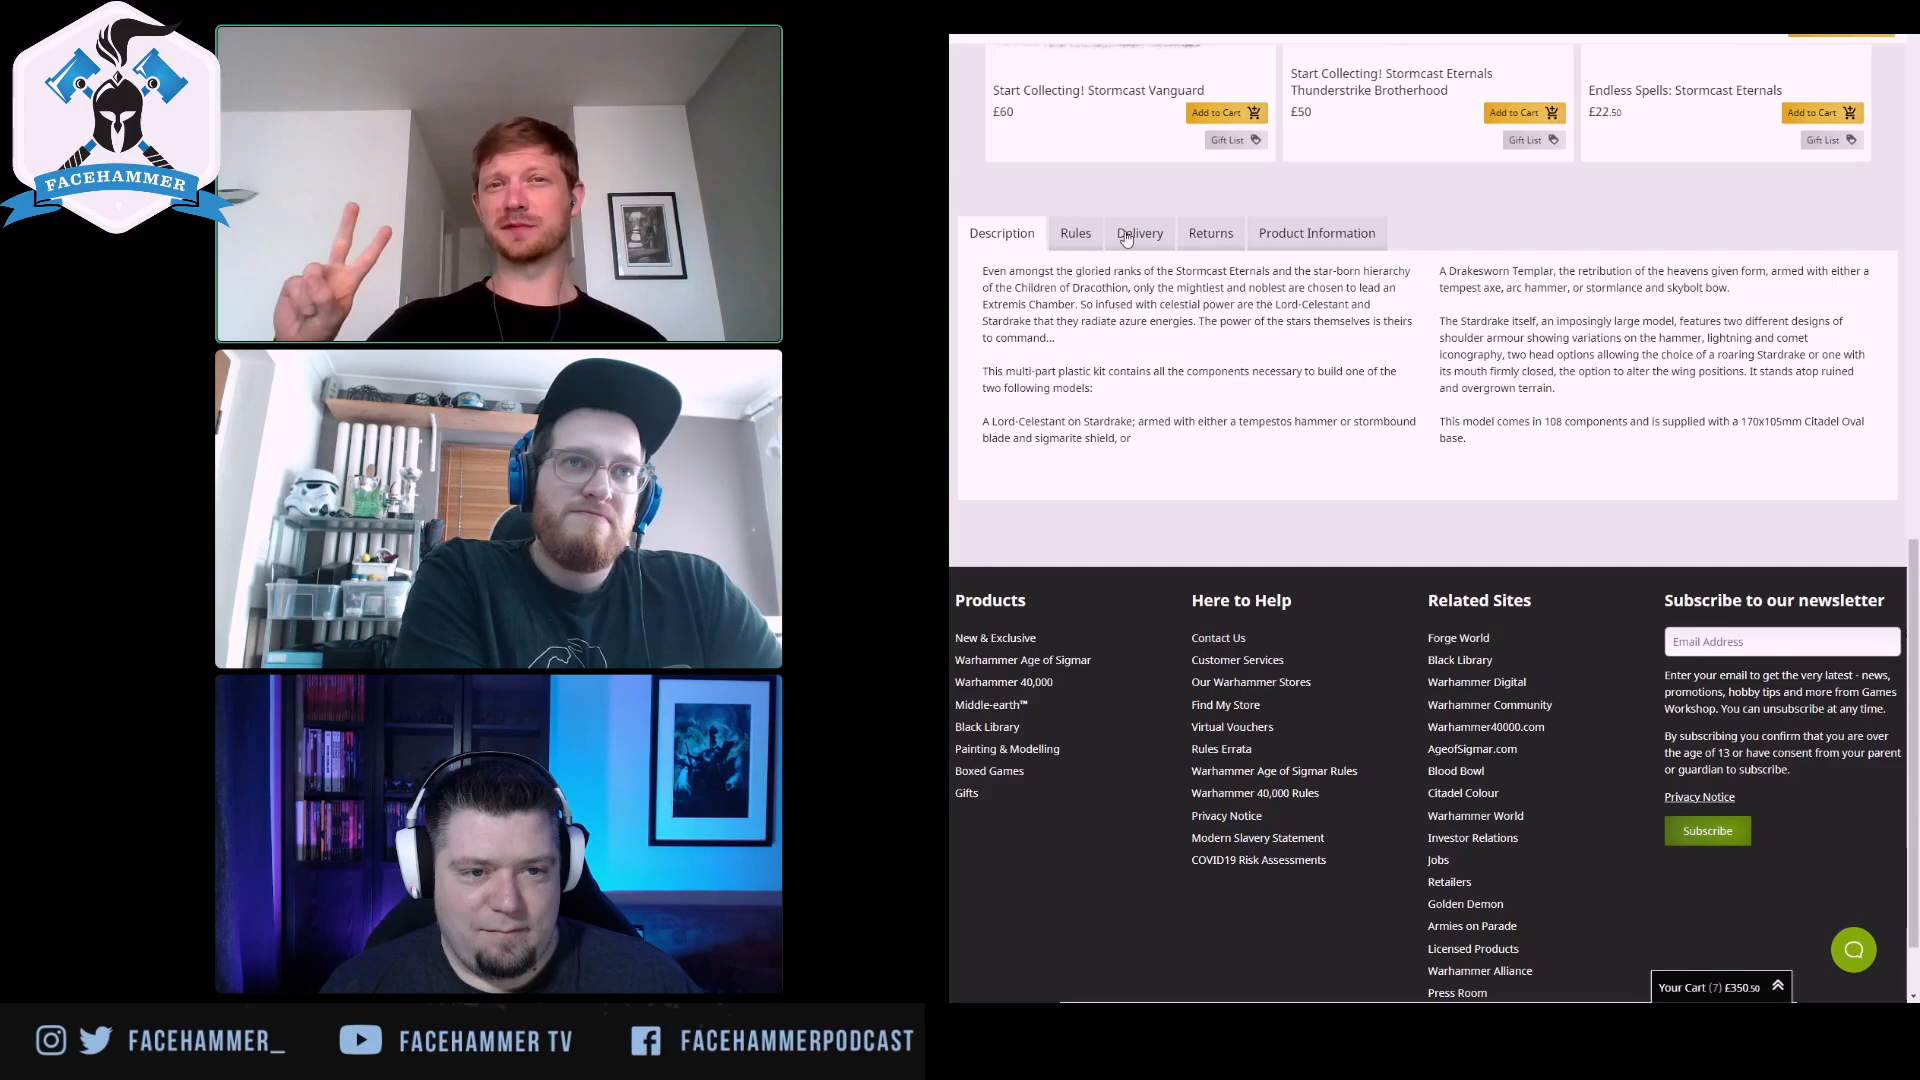 FACEHAMMER
Start Collecting! Stormcast Vanguard
£60
Add to Cart
Gift List
Start Collecting! Stormcast Eternals
Thunderstrike Brotherhood
£50
Add to Cart
Gift List
Endless Spells: Stormcast Eternals
£22.50
Add to Cart
Gift List
Description
Rules
Delivery
Returns
Product Information
Even amongst the gloried ranks of the Stormcast Eternals and the star-born hierarchy
of the Children of Dracothion, only the mightiest and noblest are chosen to lead an
Extremis Chamber. So infused with celestial power are the Lord-Celestant and
Stardrake that they radiate azure energies. The power of the stars themselves is theirs
to command...
This multi-part plastic kit contains all the components necessary to build one of the
two following models:
A Lord-Celestant on Stardrake; armed with either a tempestos hammer or stormbound
blade and sigmarite shield, or
A Drakesworn Templar, the retribution of the heavens given form, armed with either a
tempest axe, arc hammer, or stormlance and skybolt bow.
The Stardrake itself, an imposingly large model, features two different designs of
shoulder armour showing variations on the hammer, lightning and comet
iconography, two head options allowing the choice of a roaring Stardrake or one with
its mouth firmly closed, the option to alter the wing positions. It stands atop ruined
and overgrown terrain.
This model comes in 108 components and is supplied with a 170x105mm Citadel Oval
base.
Products
New & Exclusive
Warhammer Age of Sigmar
Warhammer 40,000
Middle-earth™
Black Library
Painting & Modelling
Boxed Games
Gifts
Here to Help
Contact Us
Customer Services
Our Warhammer Stores
Find My Store
Virtual Vouchers
Rules Errata
Warhammer Age of Sigmar Rules
Warhammer 40,000 Rules
Privacy Notice
Modern Slavery Statement
COVID19 Risk Assessments
Related Sites
Forge World
Black Library
Warhammer Digital
Warhammer Community
Warhammer40000.com
AgeofSigmar.com
Blood Bowl
Citadel Colour
Warhammer World
Investor Relations
Jobs
Retailers
Golden Demon
Armies on Parade
Licensed Products
Warhammer Alliance
Press Room
Subscribe to our newsletter
Email Address
Enter your email to get the very latest - news,
promotions, hobby tips and more from Games
Workshop. You can unsubscribe at any time.
By subscribing you confirm that you are over
the age of 13 or have consent from your parent
or guardian to subscribe.
Privacy Notice
Subscribe
Your Cart (7) £350.50
FACEHAMMER_
FACEHAMMER TV
FACEHAMMERPODCAST